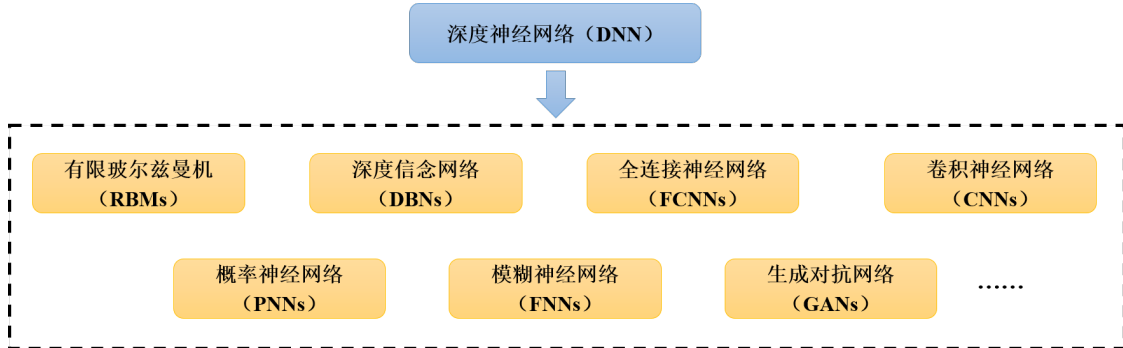 深度神经网络（DNN）
有限玻尔兹曼机
（RBMs）
深度信念网络
（DBNs）
全连接神经网络
（FCNNs）
卷积神经网络
（CNNs）
概率神经网络
（PNNs）
模糊神经网络
（FNNs）
生成对抗网络
（GANs）
……